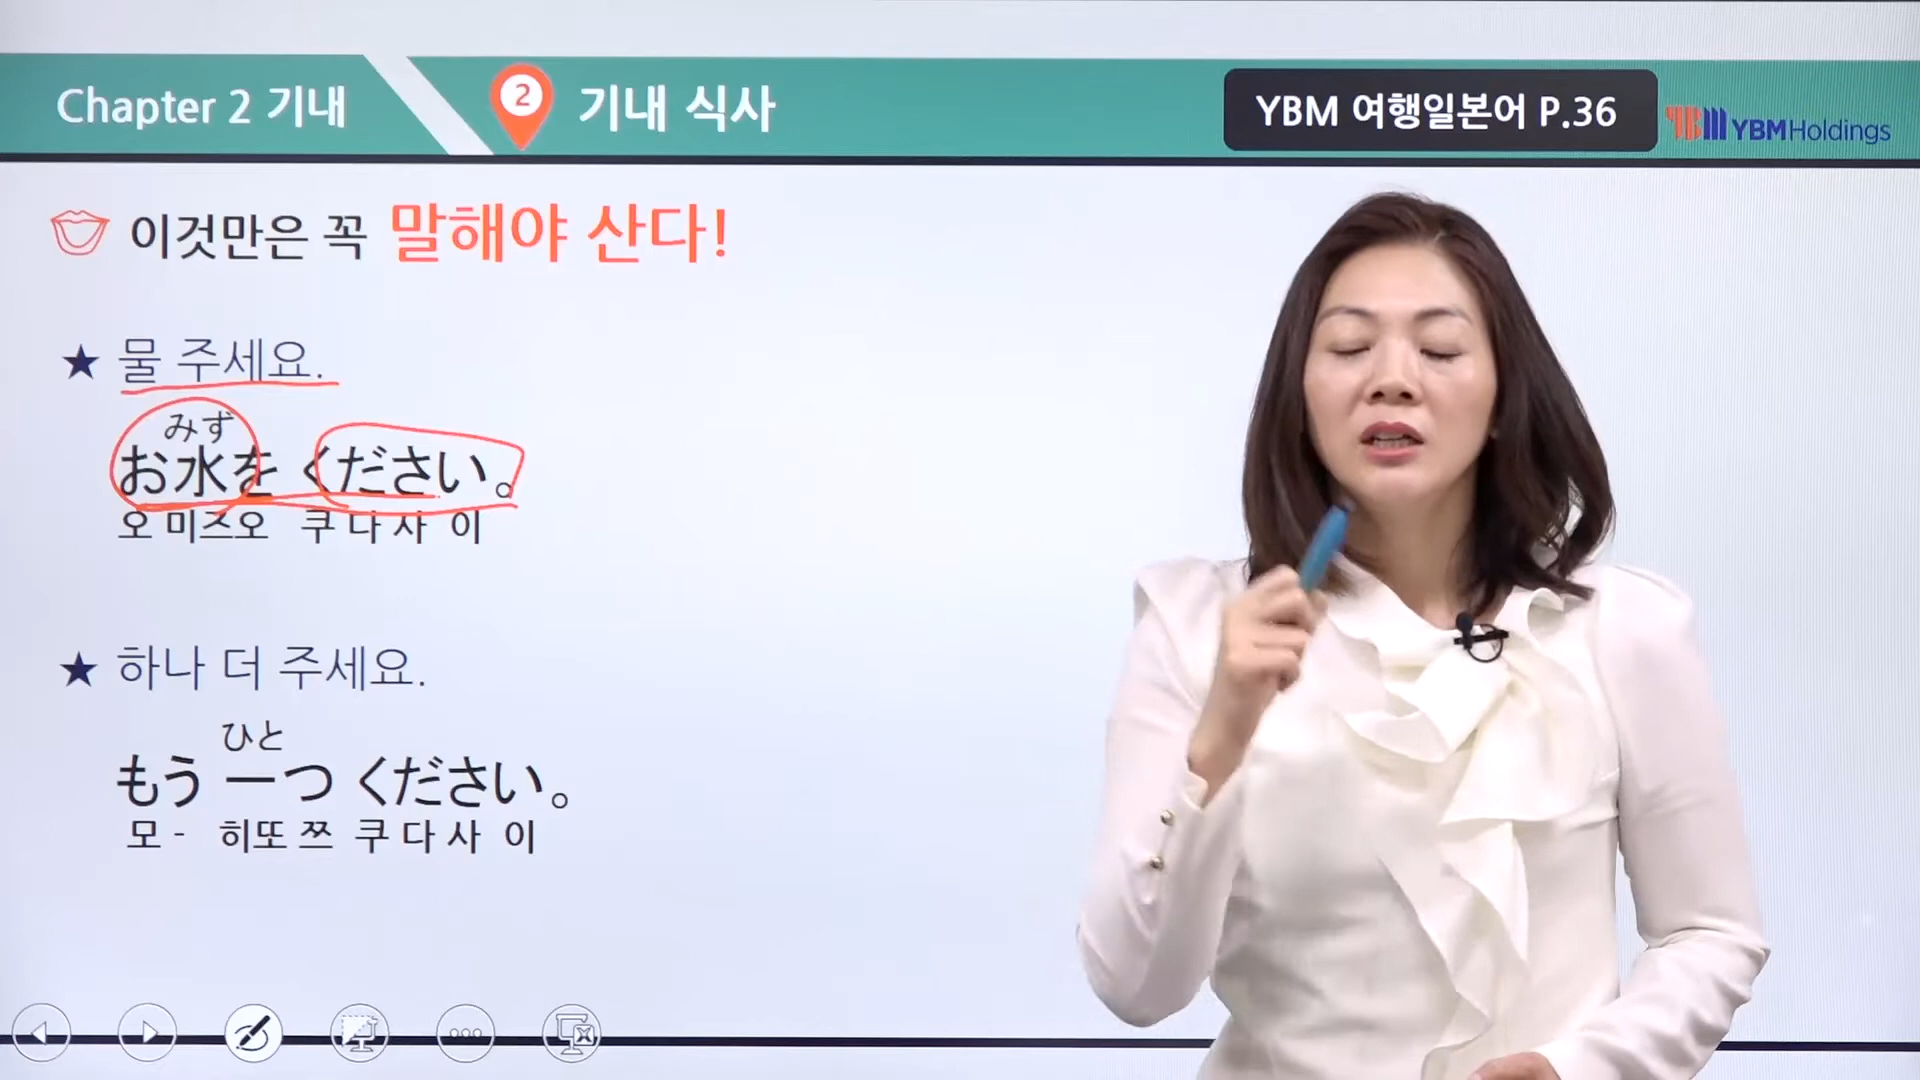 Chapter 2 기내
2
기내 식사
YBM 여행일본어 P.36
YBM YBMHoldings
이것만은 꼭 말해야 산다!
★ 물 주세요.
みず
お水を ください。
오 미즈오 쿠 다 사 이
★ 하나 더 주세요.
ひと
もう 一つ ください。
모 - 히또 쯔 쿠 다 사 이